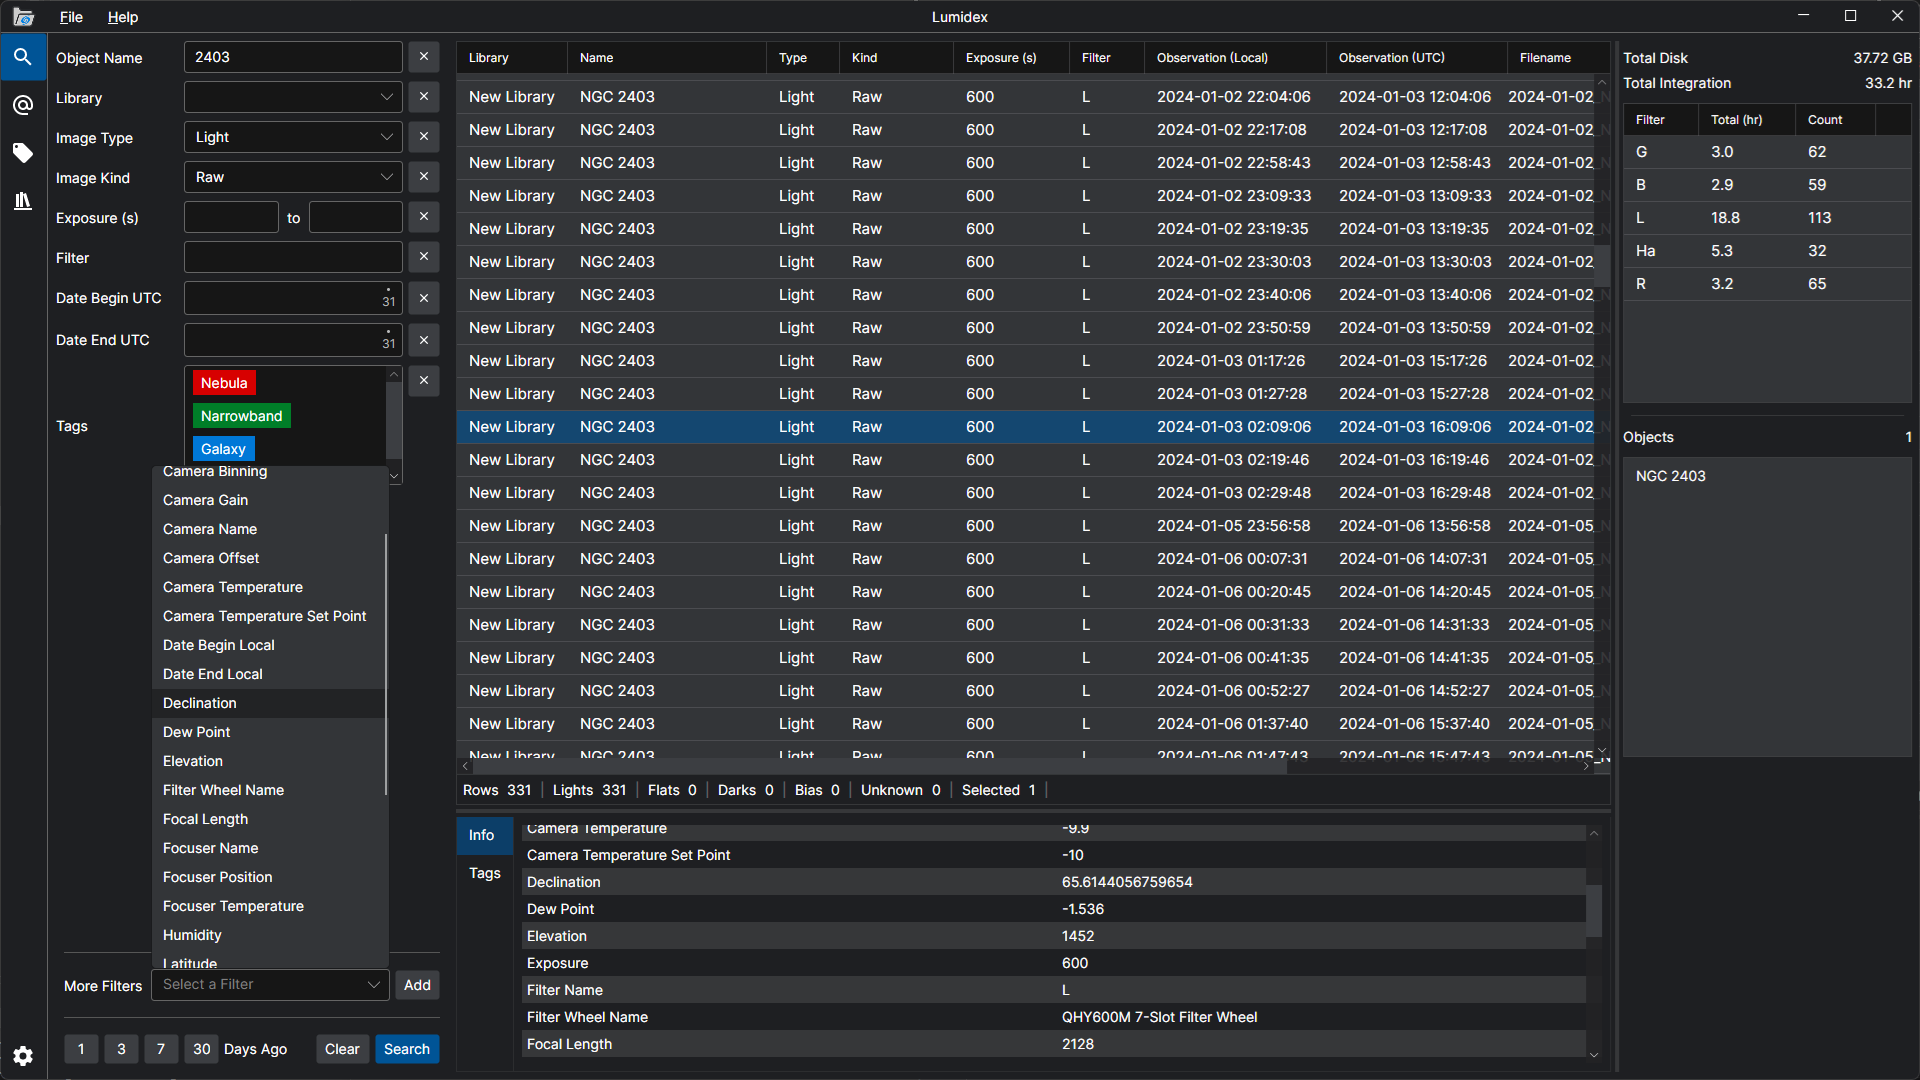 File Help Lumidex
Object Name 2403
Library
Image Type Light
Image Kind Raw
Exposure (s) to
Filter
Date Begin UTC 31
Date End UTC 31
Tags
Nebula
Narrowband
Galaxy
Camera Binning
Camera Gain
Camera Name
Camera Offset
Camera Temperature
Camera Temperature Set Point
Date Begin Local
Date End Local
Declination
Dew Point
Elevation
Filter Wheel Name
Focal Length
Focuser Name
Focuser Position
Focuser Temperature
Humidity
Latitude
More Filters Select a Filter Add
1 3 7 30 Days Ago Clear Search
Library Name Type Kind Exposure (s) Filter Observation (Local) Observation (UTC) Filename
New Library NGC 2403 Light Raw 600 L 2024-01-02 22:04:06 2024-01-03 12:04:06 2024-01-02_N
New Library NGC 2403 Light Raw 600 L 2024-01-02 22:17:08 2024-01-03 12:17:08 2024-01-02_N
New Library NGC 2403 Light Raw 600 L 2024-01-02 22:58:43 2024-01-03 12:58:43 2024-01-02_N
New Library NGC 2403 Light Raw 600 L 2024-01-02 23:09:33 2024-01-03 13:09:33 2024-01-02_N
New Library NGC 2403 Light Raw 600 L 2024-01-02 23:19:35 2024-01-03 13:19:35 2024-01-02_N
New Library NGC 2403 Light Raw 600 L 2024-01-02 23:30:03 2024-01-03 13:30:03 2024-01-02_N
New Library NGC 2403 Light Raw 600 L 2024-01-02 23:40:06 2024-01-03 13:40:06 2024-01-02_N
New Library NGC 2403 Light Raw 600 L 2024-01-02 23:50:59 2024-01-03 13:50:59 2024-01-02_N
New Library NGC 2403 Light Raw 600 L 2024-01-03 01:17:26 2024-01-03 15:17:26 2024-01-02_N
New Library NGC 2403 Light Raw 600 L 2024-01-03 01:27:28 2024-01-03 15:27:28 2024-01-02_N
New Library NGC 2403 Light Raw 600 L 2024-01-03 02:09:06 2024-01-03 16:09:06 2024-01-02_N
New Library NGC 2403 Light Raw 600 L 2024-01-03 02:19:46 2024-01-03 16:19:46 2024-01-02_N
New Library NGC 2403 Light Raw 600 L 2024-01-03 02:29:48 2024-01-03 16:29:48 2024-01-02_N
New Library NGC 2403 Light Raw 600 L 2024-01-05 23:56:58 2024-01-06 13:56:58 2024-01-05_N
New Library NGC 2403 Light Raw 600 L 2024-01-06 00:07:31 2024-01-06 14:07:31 2024-01-05_N
New Library NGC 2403 Light Raw 600 L 2024-01-06 00:20:45 2024-01-06 14:20:45 2024-01-05_N
New Library NGC 2403 Light Raw 600 L 2024-01-06 00:31:33 2024-01-06 14:31:33 2024-01-05_N
New Library NGC 2403 Light Raw 600 L 2024-01-06 00:41:35 2024-01-06 14:41:35 2024-01-05_N
New Library NGC 2403 Light Raw 600 L 2024-01-06 00:52:27 2024-01-06 14:52:27 2024-01-05_N
New Library NGC 2403 Light Raw 600 L 2024-01-06 01:37:40 2024-01-06 15:37:40 2024-01-05_N
New Library NGC 2403 Light Raw 600 L 2024-01-06 01:47:43 2024-01-06 15:47:43 2024-01-05_N
Rows 331 Lights 331 Flats 0 Darks 0 Bias 0 Unknown 0 Selected 1
Info
Tags
Camera Temperature -9.9
Camera Temperature Set Point -10
Declination 65.6144056759654
Dew Point -1.536
Elevation 1452
Exposure 600
Filter Name L
Filter Wheel Name QHY600M 7-Slot Filter Wheel
Focal Length 2128
Total Disk 37.72 GB
Total Integration 33.2 hr
Filter Total (hr) Count
G 3.0 62
B 2.9 59
L 18.8 113
Ha 5.3 32
R 3.2 65
Objects 1
NGC 2403